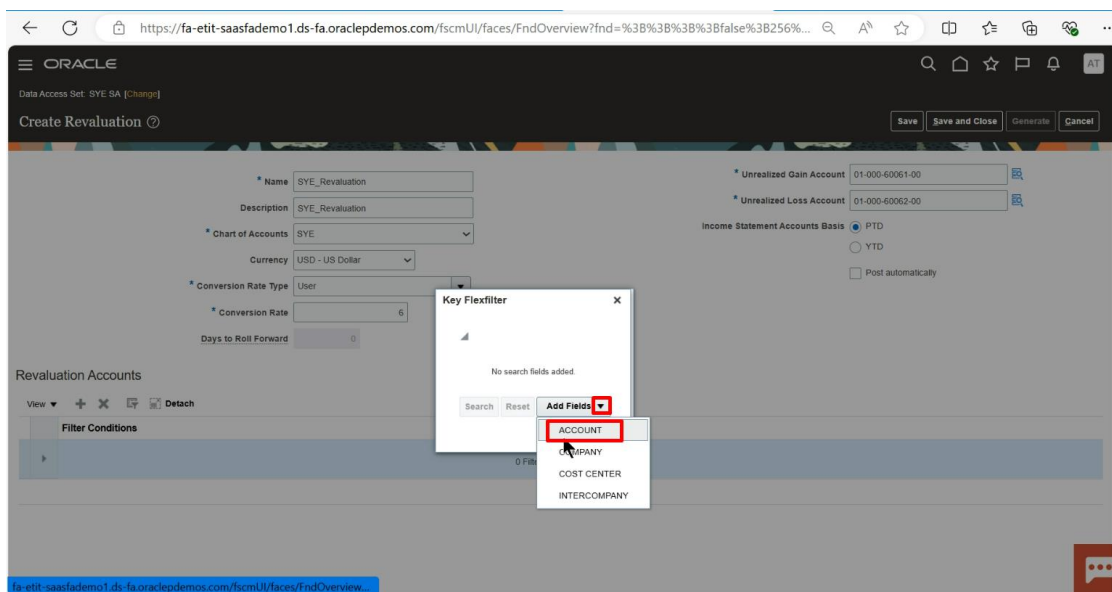 https://fa-etit-saasfademo1.ds-fa.oraclepdemos.com/fscmUI/faces/FndOverview?fnd=%3B%3B%3B%3Bfalse%3B256%...
ORACLE
AT
Data Access Set: SYE SA [Change]
Create Revaluation
Save Save and Close Generate Cancel
* Name SYE_Revaluation
Description SYE_Revaluation
* Chart of Accounts SYE
Currency USD - US Dollar
* Conversion Rate Type User
* Conversion Rate 6
Days to Roll Forward 0
* Unrealized Gain Account 01-000-60061-00
* Unrealized Loss Account 01-000-60062-00
Income Statement Accounts Basis PTD
YTD
Post automatically
Key Flexfilter
No search fields added.
Search Reset Add Fields
ACCOUNT
COMPANY
COST CENTER
INTERCOMPANY
Revaluation Accounts
View Detach
Filter Conditions
0
fa-etit-saasfademo1.ds-fa.oraclepdemos.com/fscmUI/faces/FndOverview...